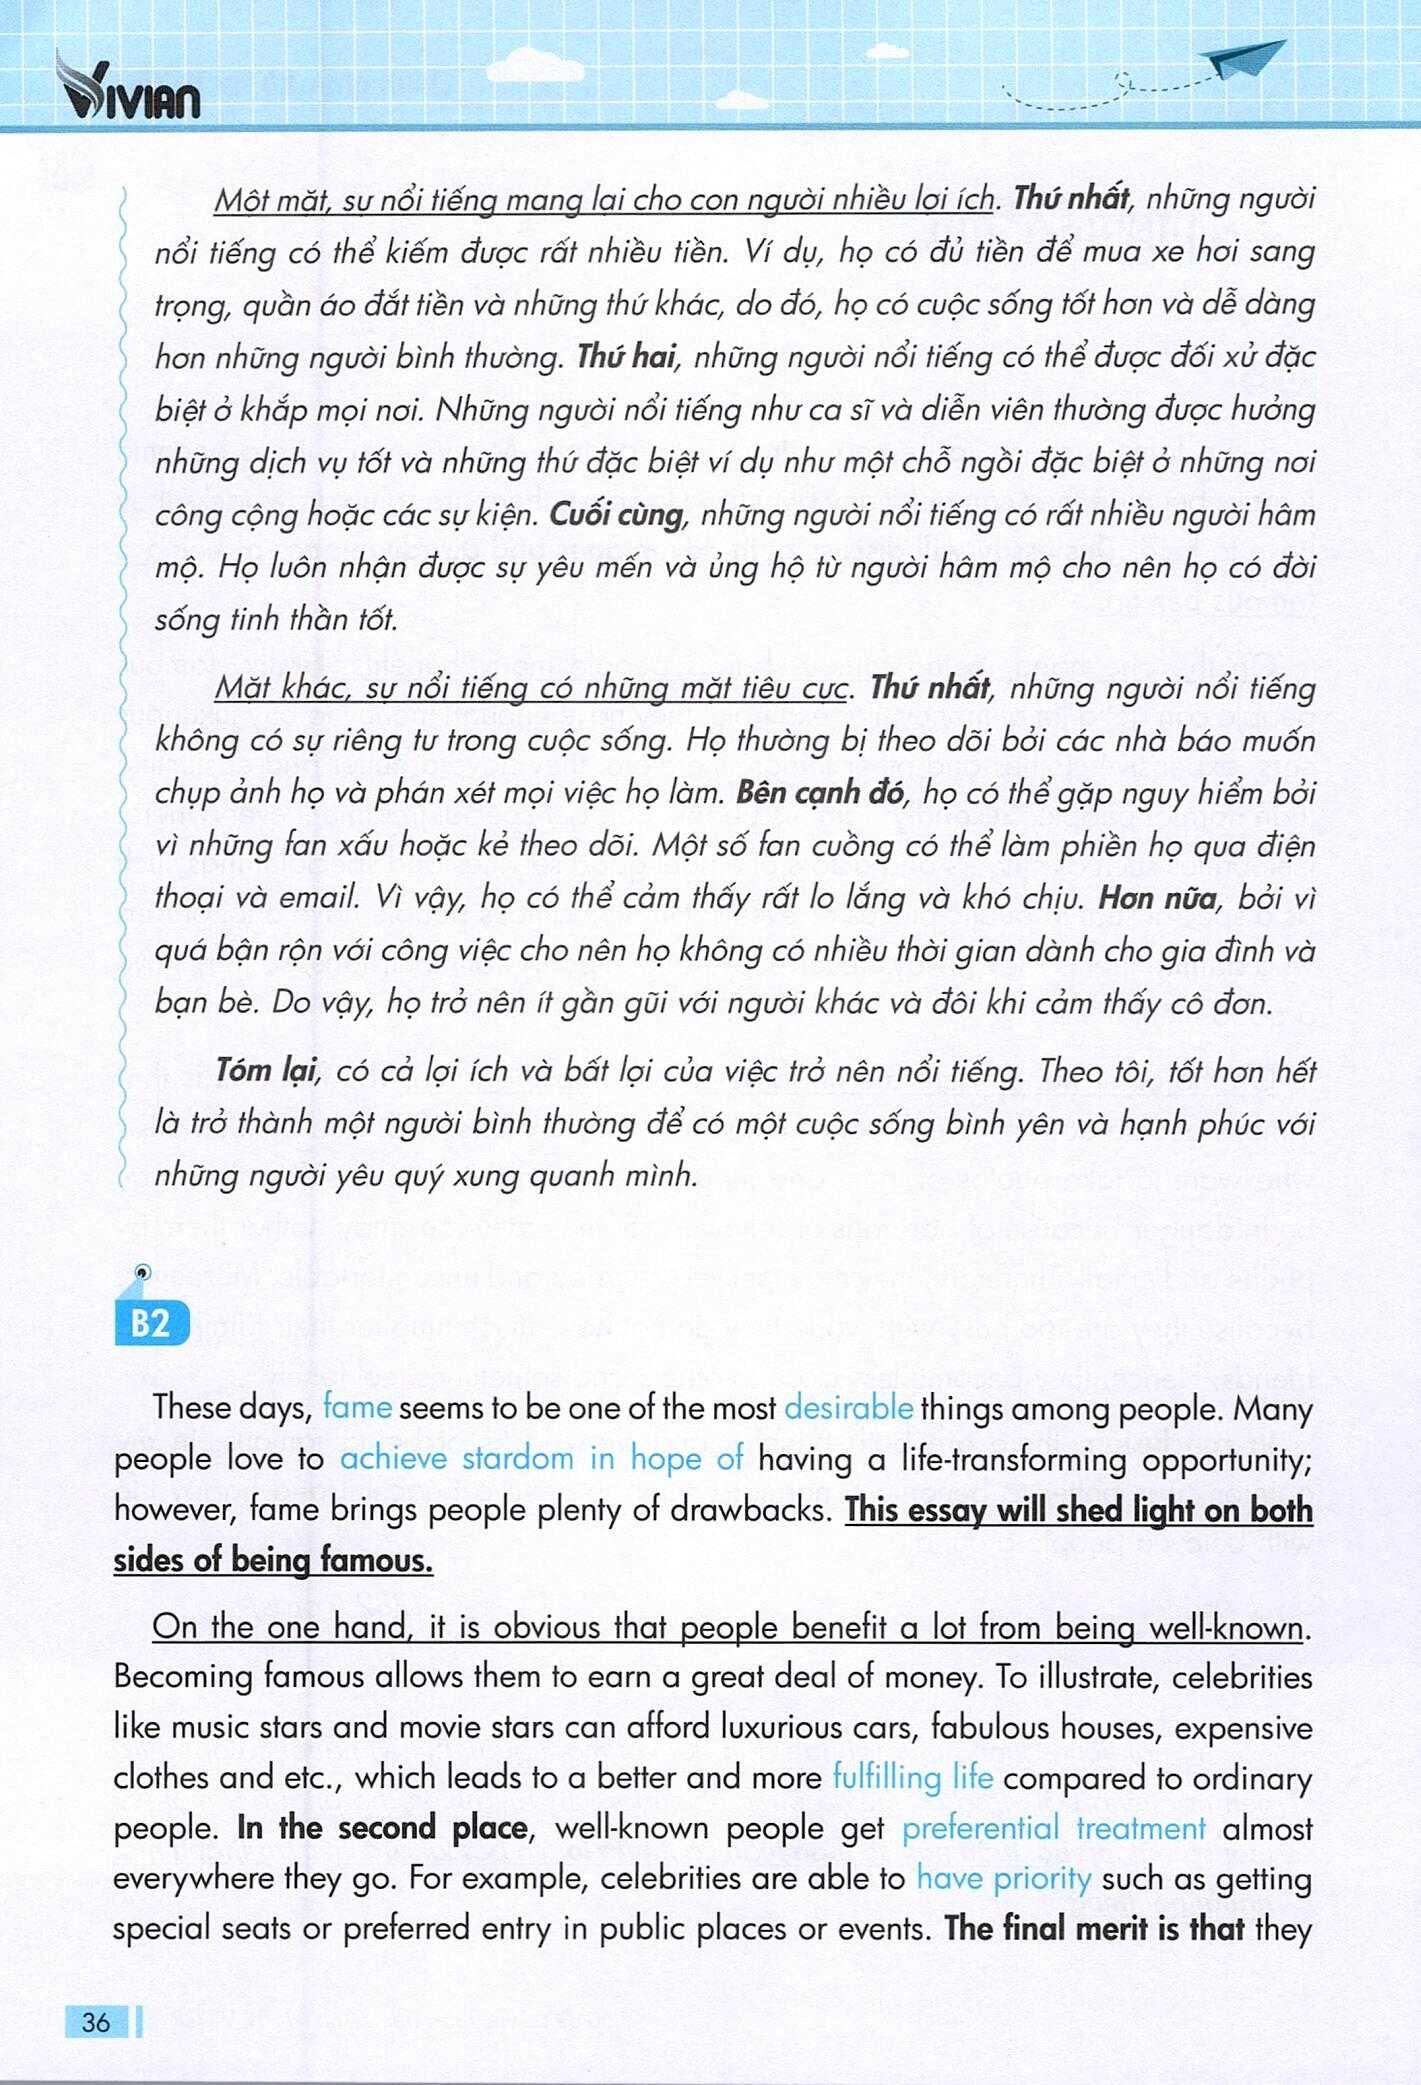 VIVIAN
Một mặt, sự nổi tiếng mang lại cho con người nhiều lợi ích. Thứ nhất, những người
nổi tiếng có thể kiếm được rất nhiều tiền. Ví dụ, họ có đủ tiền để mua xe hơi sang
trọng, quần áo đắt tiền và những thứ khác, do đó, họ có cuộc sống tốt hơn và dễ dàng
hơn những người bình thường. Thứ hai, những người nổi tiếng có thể được đối xử đặc
biệt ở khắp mọi nơi. Những người nổi tiếng như ca sĩ và diễn viên thường được hưởng
những dịch vụ tốt và những thứ đặc biệt ví dụ như một chỗ ngồi đặc biệt ở những nơi
công cộng hoặc các sự kiện. Cuối cùng, những người nổi tiếng có rất nhiều người hâm
mộ. Họ luôn nhận được sự yêu mến và ủng hộ từ người hâm mộ cho nên họ có đời
sống tinh thần tốt.
Mặt khác, sự nổi tiếng có những mặt tiêu cực. Thứ nhất, những người nổi tiếng
không có sự riêng tư trong cuộc sống. Họ thường bị theo dõi bởi các nhà báo muốn
chụp ảnh họ và phán xét mọi việc họ làm. Bên cạnh đó, họ có thể gặp nguy hiểm bởi
vì những fan xấu hoặc kẻ theo dõi. Một số fan cuồng có thể làm phiền họ qua điện
thoại và email. Vì vậy, họ có thể cảm thấy rất lo lắng và khó chịu. Hơn nữa, bởi vì
quá bận rộn với công việc cho nên họ không có nhiều thời gian dành cho gia đình và
bạn bè. Do vậy, họ trở nên ít gần gũi với người khác và đôi khi cảm thấy cô đơn.
Tóm lại, có cả lợi ích và bất lợi của việc trở nên nổi tiếng. Theo tôi, tốt hơn hết
là trở thành một người bình thường để có một cuộc sống bình yên và hạnh phúc với
những người yêu quý xung quanh mình.
B2
These days, fame seems to be one of the most desirable things among people. Many
people love to achieve stardom in hope of having a life-transforming opportunity;
however, fame brings people plenty of drawbacks. This essay will shed light on both
sides of being famous.
On the one hand, it is obvious that people benefit a lot from being well-known.
Becoming famous allows them to earn a great deal of money. To illustrate, celebrities
like music stars and movie stars can afford luxurious cars, fabulous houses, expensive
clothes and etc., which leads to a better and more fulfilling life compared to ordinary
people. In the second place, well-known people get preferential treatment almost
everywhere they go. For example, celebrities are able to have priority such as getting
special seats or preferred entry in public places or events. The final merit is that they
36